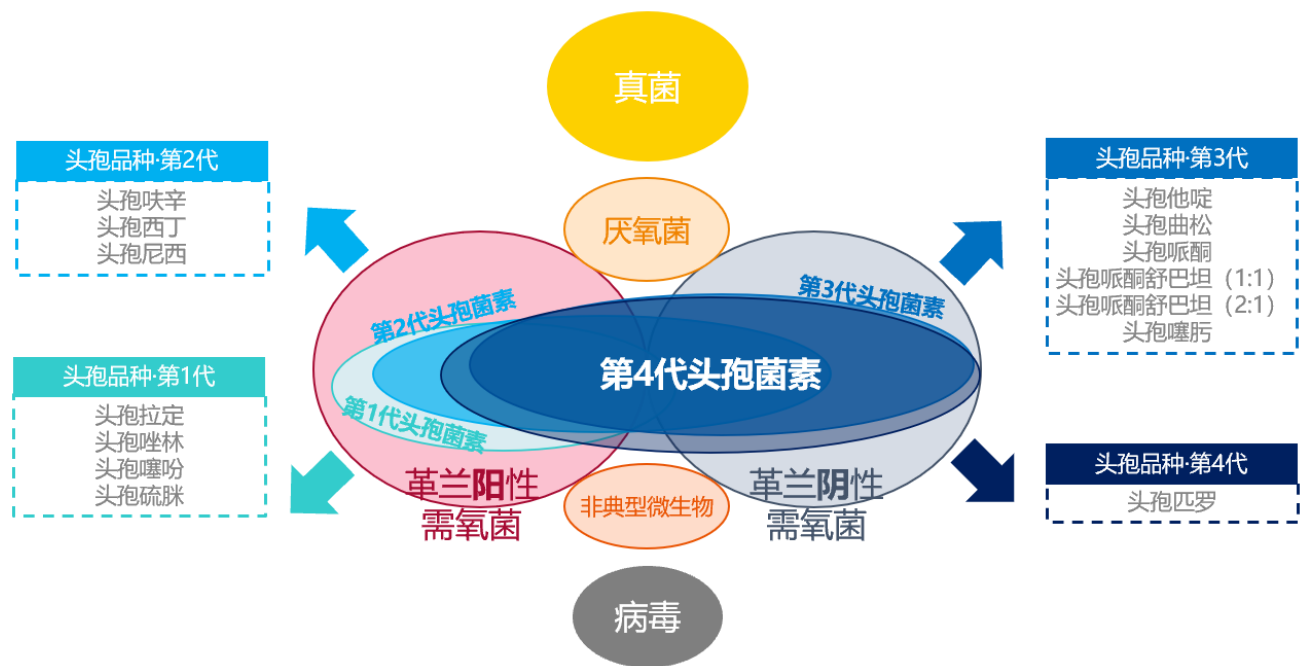 真菌
头孢品种·第2代
头孢呋辛
头孢西丁
头孢尼西
头孢品种·第3代
头孢他啶
头孢曲松
头孢哌酮
头孢哌酮舒巴坦（1:1）
头孢哌酮舒巴坦（2:1）
头孢噻肟
厌氧菌
第2代头孢菌素
第3代头孢菌素
第4代头孢菌素
第1代头孢菌素
头孢品种·第1代
头孢拉定
头孢唑林
头孢噻吩
头孢硫脒
革兰阳性
需氧菌
非典型微生物
革兰阴性
需氧菌
头孢品种·第4代
头孢匹罗
病毒